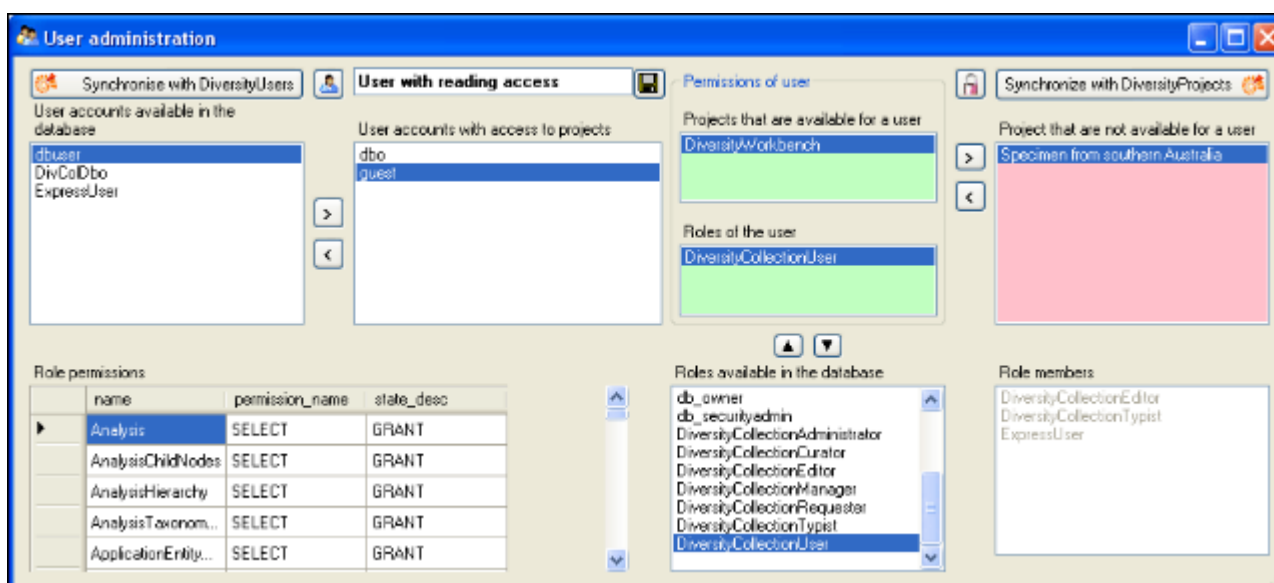 User administration
Synchronise with DiversityUsers
User with reading access
Permissions of user
Synchronize with DiversityProjects
User accounts available in the
database
User accounts with access to projects
Projects that are available for a user
Project that are not available for a user
dbuser
DivColDbo
ExpressUser
dbo
guest
DiversityWorkbench
Specimen from southern Australia
>
<
>
<
Roles of the user
DiversityCollectionUser
Role permissions
Roles available in the database
Role members
name permission_name state_desc
Analysis SELECT GRANT
AnalysisChildNodes SELECT GRANT
AnalysisHierarchy SELECT GRANT
AnalysisTaxonom... SELECT GRANT
ApplicationEntity... SELECT GRANT
db_owner
db_securityadmin
DiversityCollectionAdministrator
DiversityCollectionCurator
DiversityCollectionEditor
DiversityCollectionManager
DiversityCollectionRequester
DiversityCollectionTypist
DiversityCollectionUser
DiversityCollectionEditor
DiversityCollectionTypist
ExpressUser